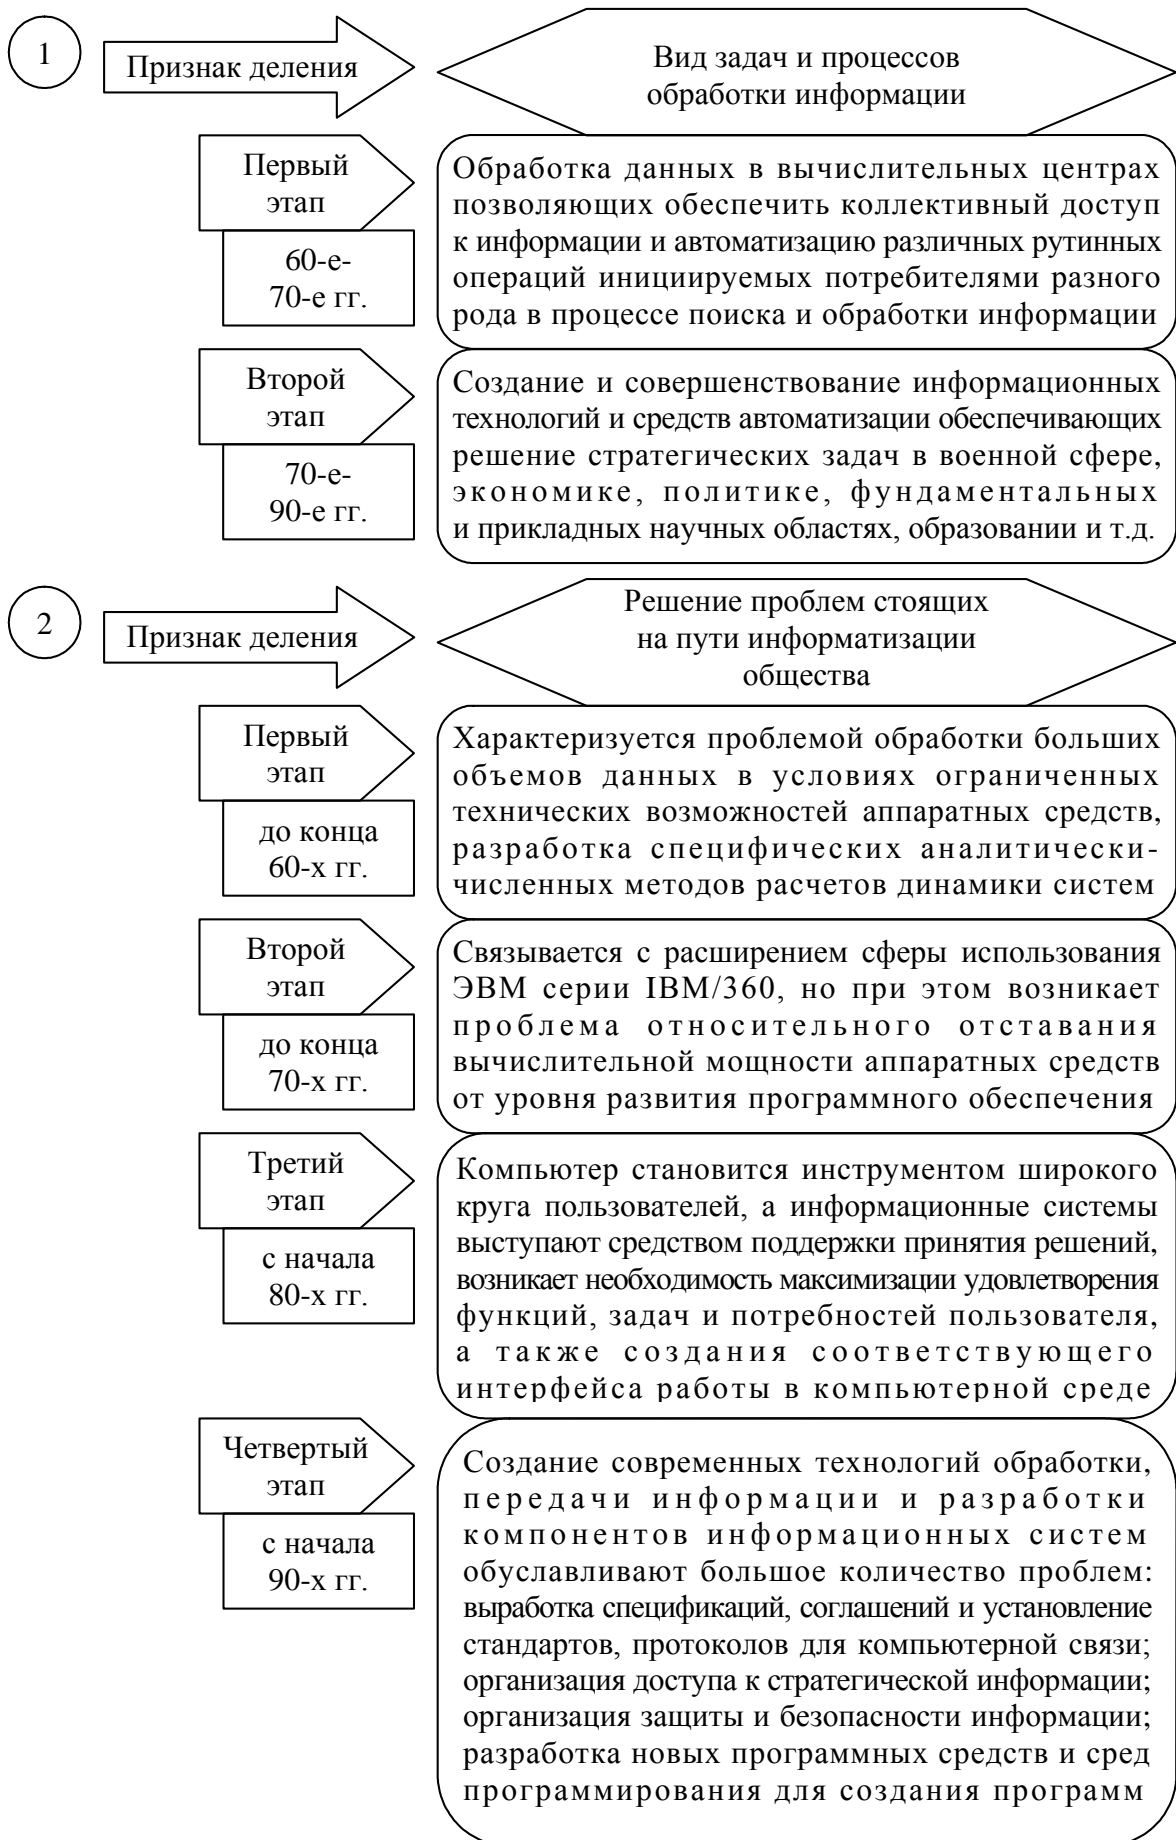 1
Признак деления
Вид задач и процессов
обработки информации
Первый
этап
60-е-
70-е гг.
Обработка данных в вычислительных центрах
позволяющих обеспечить коллективный доступ
к информации и автоматизацию различных рутинных
операций инициируемых потребителями разного
рода в процессе поиска и обработки информации
Второй
этап
70-е-
90-е гг.
Создание и совершенствование информационных
технологий и средств автоматизации обеспечивающих
решение стратегических задач в военной сфере,
экономике, политике, фундаментальных
и прикладных научных областях, образовании и т.д.
2
Признак деления
Решение проблем стоящих
на пути информатизации
общества
Первый
этап
до конца
60-х гг.
Характеризуется проблемой обработки больших
объемов данных в условиях ограниченных
технических возможностей аппаратных средств,
разработка специфических аналитически-
численных методов расчетов динамики систем
Второй
этап
до конца
70-х гг.
Связывается с расширением сферы использования
ЭВМ серии IBM/360, но при этом возникает
проблема относительного отставания
вычислительной мощности аппаратных средств
от уровня развития программного обеспечения
Третий
этап
с начала
80-х гг.
Компьютер становится инструментом широкого
круга пользователей, а информационные системы
выступают средством поддержки принятия решений,
возникает необходимость максимизации удовлетворения
функций, задач и потребностей пользователя,
а также создания соответствующего
интерфейса работы в компьютерной среде
Четвертый
этап
с начала
90-х гг.
Создание современных технологий обработки,
передачи информации и разработки
компонентов информационных систем
обуславливают большое количество проблем:
выработка спецификаций, соглашений и установление
стандартов, протоколов для компьютерной связи;
организация доступа к стратегической информации;
организация защиты и безопасности информации;
разработка новых программных средств и сред
программирования для создания программ